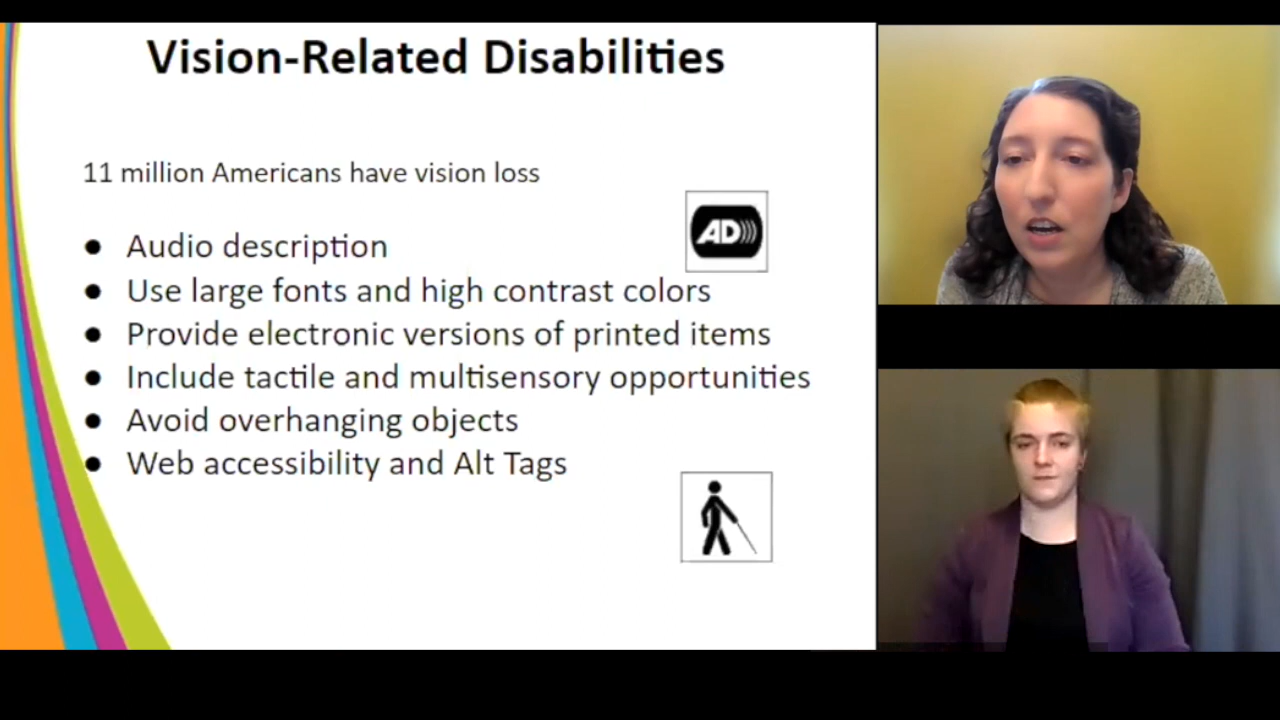 Vision-Related Disabilities
11 million Americans have vision loss
AD
● Audio description
● Use large fonts and high contrast colors
● Provide electronic versions of printed items
● Include tactile and multisensory opportunities
● Avoid overhanging objects
● Web accessibility and Alt Tags